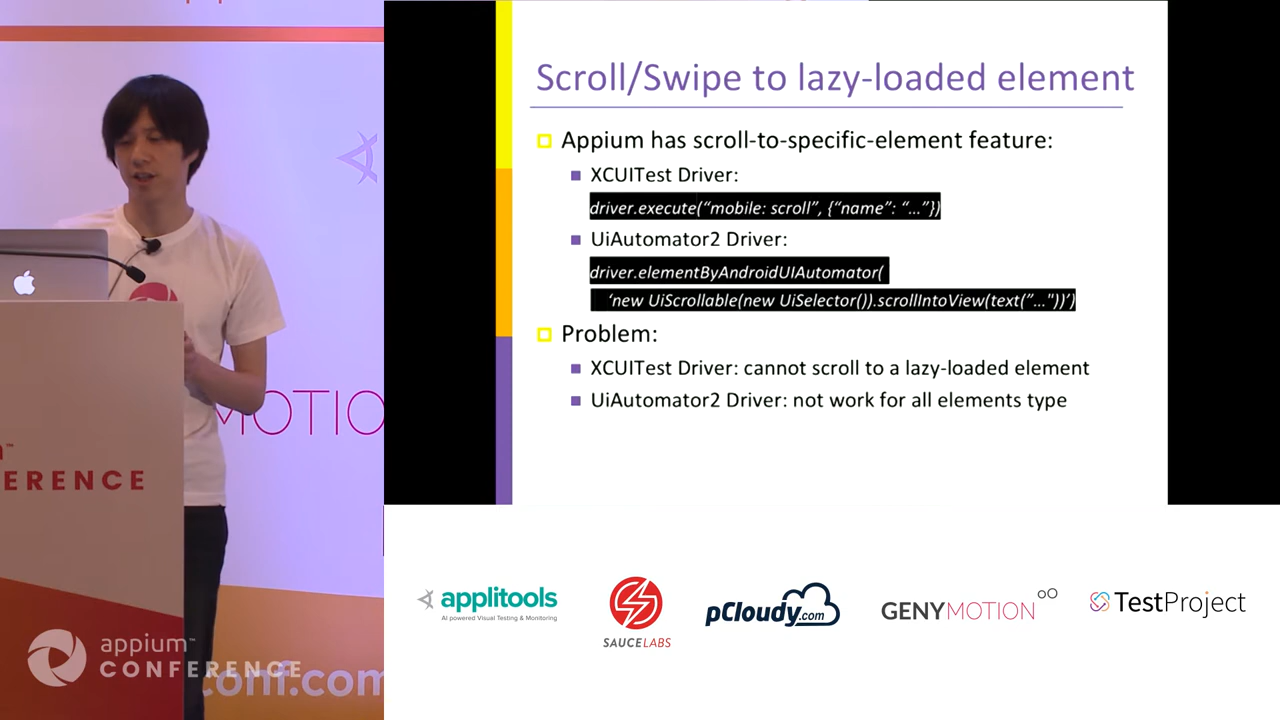 Scroll/Swipe to lazy-loaded element
Appium has scroll-to-specific-element feature:
XCUITest Driver:
driver.execute(“mobile: scroll”, {“name”: “…”})
UiAutomator2 Driver:
driver.elementByAndroidUIAutomator(
‘new UiScrollable(new UiSelector()).scrollIntoView(text(”…"))’)
Problem:
XCUITest Driver: cannot scroll to a lazy-loaded element
UiAutomator2 Driver: not work for all elements type
MOTIO
ERENCE
appium™
CONFERENCE
conf.com
applitools
AI powered Visual Testing & Monitoring
SAUCELABS
pCloudy.com
GENYMOTION
TestProject